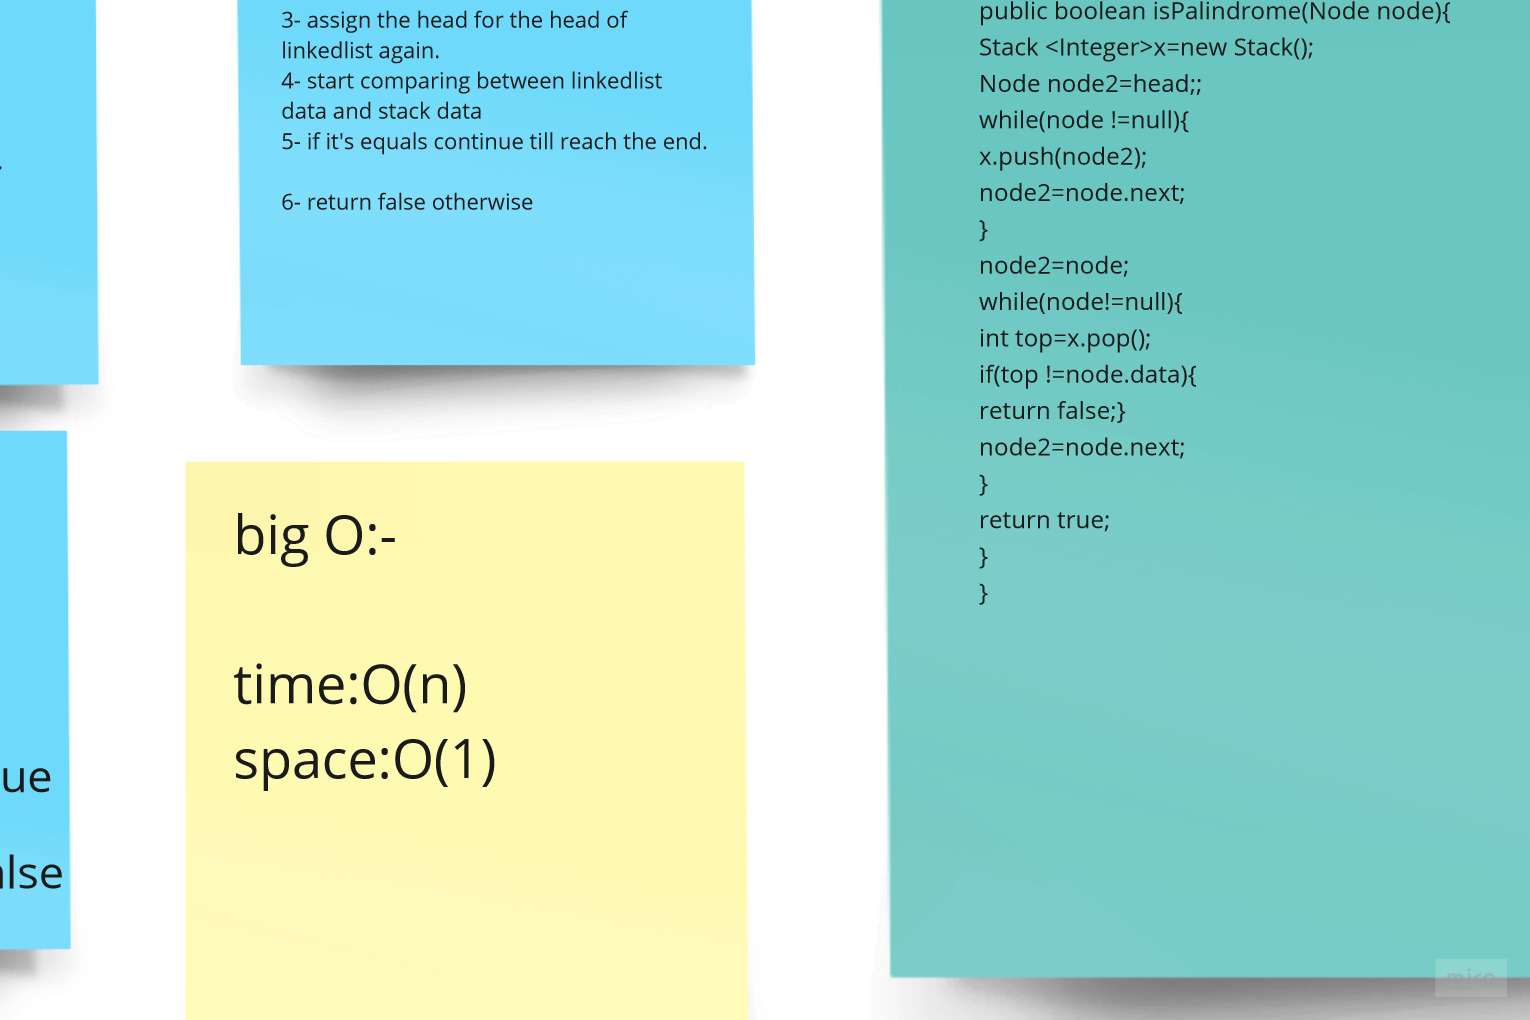 3- assign the head for the head of
linkedlist again.
4- start comparing between linkedlist
data and stack data
5- if it's equals continue till reach the end.
6- return false otherwise
ue
alse
big O:-
time:O(n)
space:O(1)
public boolean isPalindrome(Node node){
Stack <Integer>x=new Stack();
Node node2=head;;
while(node !=null){
x.push(node2);
node2=node.next;
}
node2=node;
while(node!=null){
int top=x.pop();
if(top !=node.data){
return false;}
node2=node.next;
}
return true;
}
}
miro